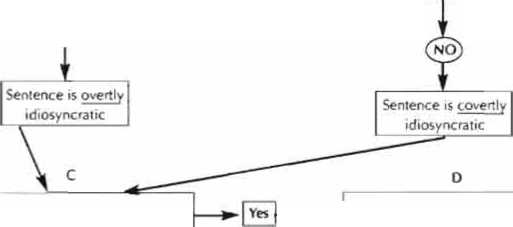 NO
Sentence is overtly
idiosyncratic
Sentence is covertly
idiosyncratic
C
D
Yes